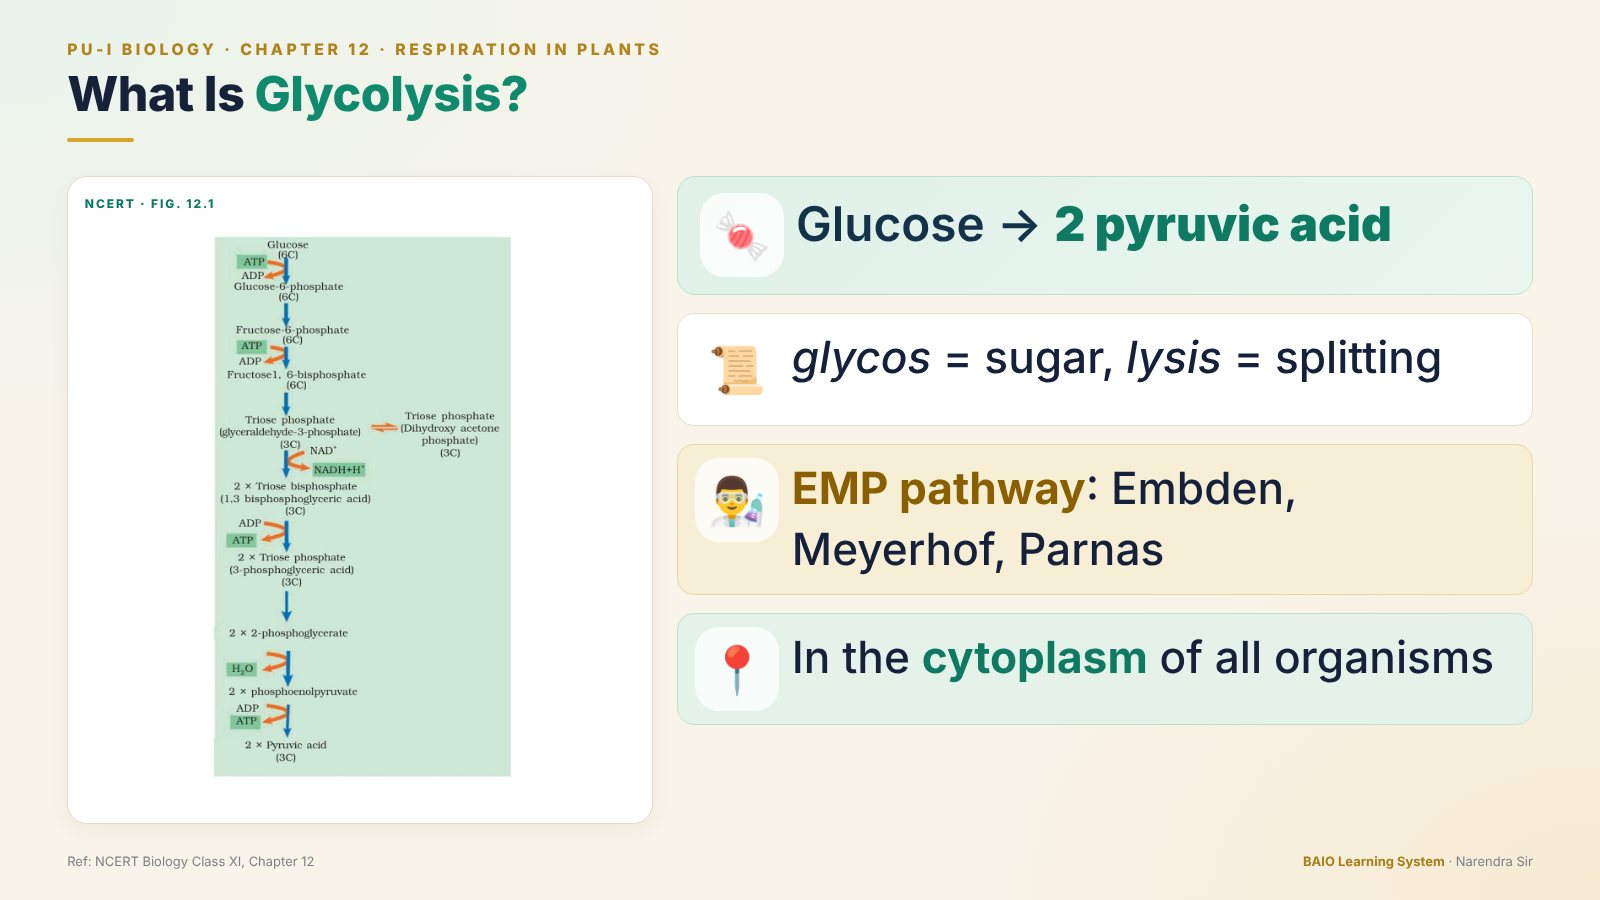 PU-I BIOLOGY · CHAPTER 12 · RESPIRATION IN PLANTS
What Is Glycolysis?
NCERT · FIG. 12.1
Glucose
(6C)
ATP
ADP
Glucose-6-phosphate
(6C)
Fructose-6-phosphate
(6C)
ATP
ADP
Fructose1, 6-bisphosphate
(6C)
Triose phosphate
(glyceraldehyde-3-phosphate)
(3C)
Triose phosphate
(Dihydroxy acetone
phosphate)
(3C)
NAD⁺
NADH+H⁺
2 × Triose bisphosphate
(1,3 bisphosphoglyceric acid)
(3C)
ADP
ATP
2 × Triose phosphate
(3-phosphoglyceric acid)
(3C)
2 × 2-phosphoglycerate
H₂O
2 × phosphoenolpyruvate
ADP
ATP
2 × Pyruvic acid
(3C)
Glucose → 2 pyruvic acid
glycos = sugar, lysis = splitting
EMP pathway: Embden,
Meyerhof, Parnas
In the cytoplasm of all organisms
Ref: NCERT Biology Class XI, Chapter 12
BAIO Learning System · Narendra Sir